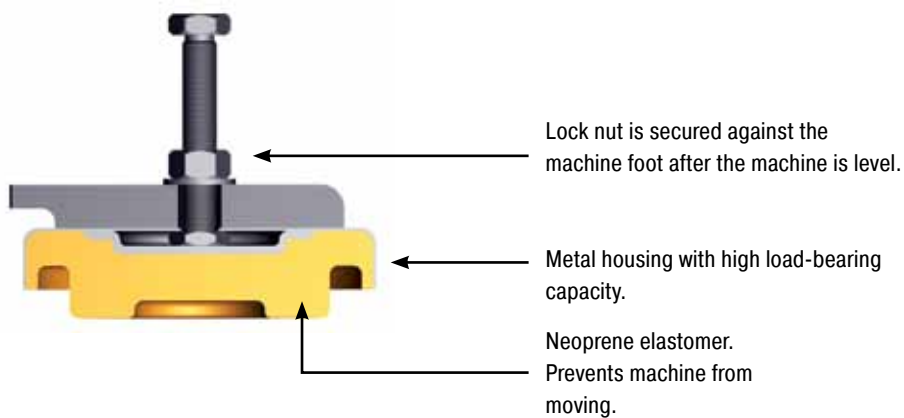 Lock nut is secured against the
machine foot after the machine is level.
Metal housing with high load-bearing
capacity.
Neoprene elastomer.
Prevents machine from
moving.